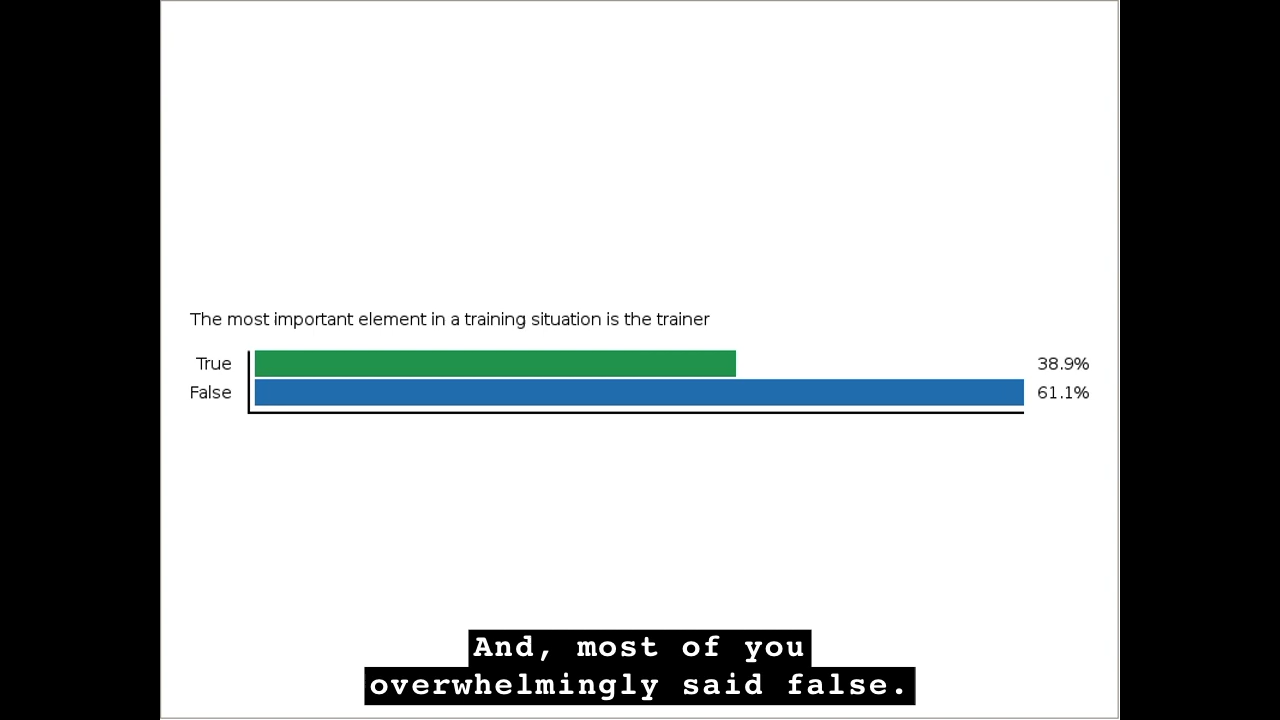 The most important element in a training situation is the trainer
True 38.9%
False 61.1%
And, most of you
overwhelmingly said false.